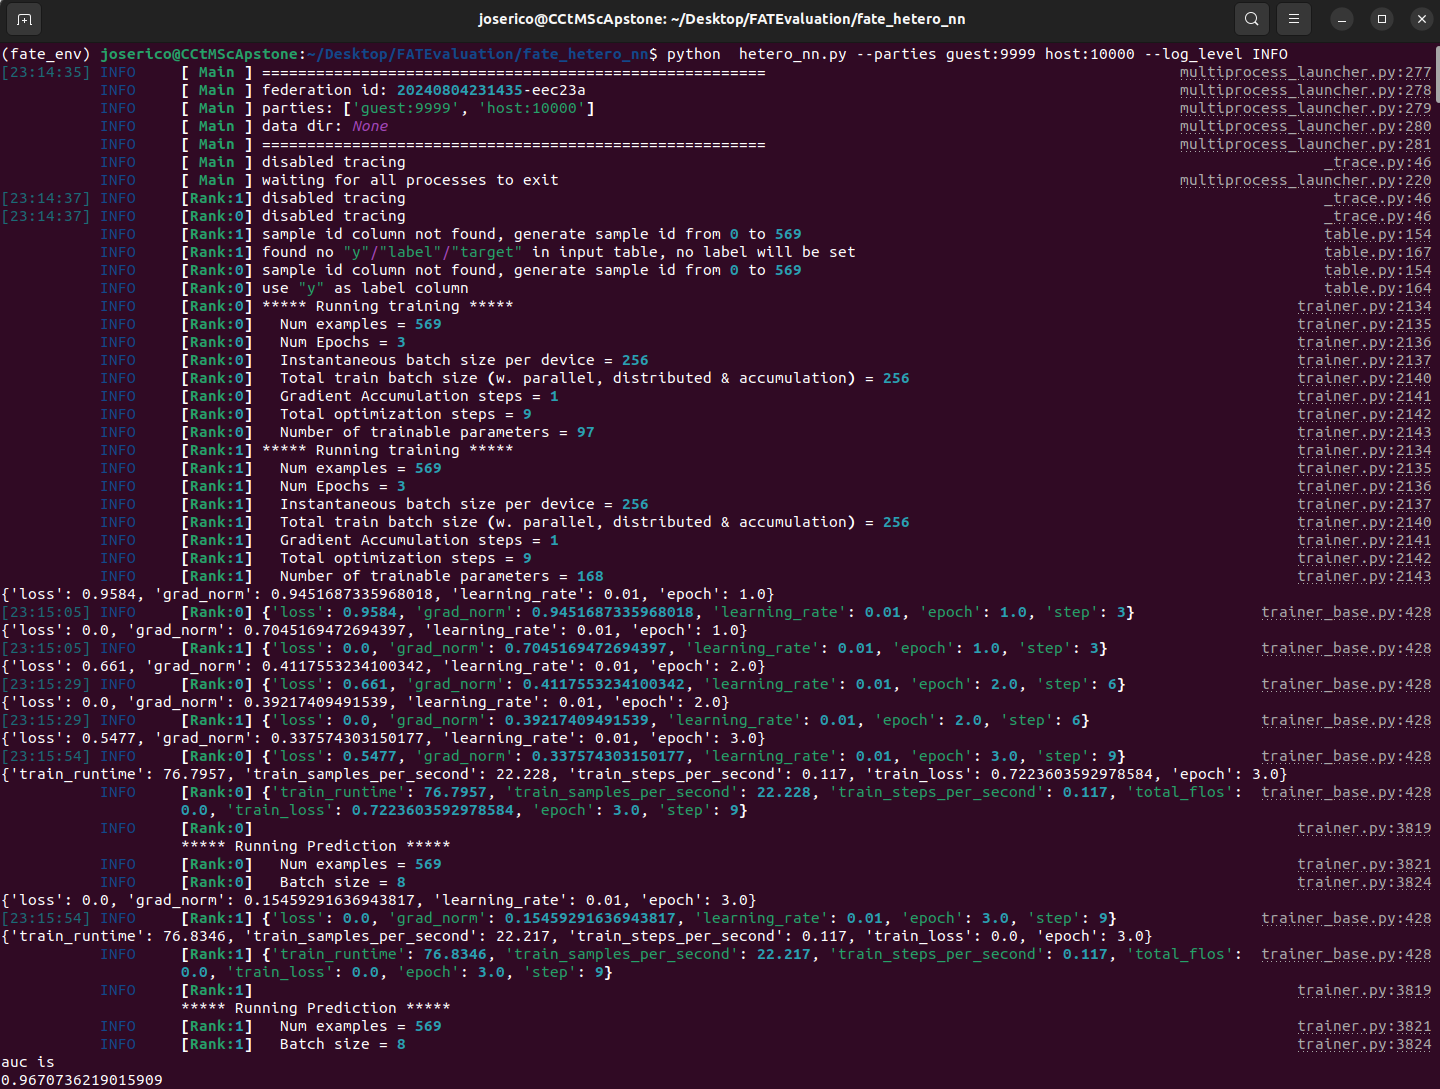 joserico@CCtMScApstone: ~/Desktop/FATEvaluation/fate_hetero_nn
(fate_env) joserico@CCtMScApstone:~/Desktop/FATEvaluation/fate_hetero_nn$ python  hetero_nn.py --parties guest:9999 host:10000 --log_level INFO
[23:14:35] INFO     [ Main ] ======================================================== multiprocess_launcher.py:277
INFO     [ Main ] federation id: 20240804231435-eec23a multiprocess_launcher.py:278
INFO     [ Main ] parties: ['guest:9999', 'host:10000'] multiprocess_launcher.py:279
INFO     [ Main ] data dir: None multiprocess_launcher.py:280
INFO     [ Main ] ======================================================== multiprocess_launcher.py:281
INFO     [ Main ] disabled tracing _trace.py:46
INFO     [ Main ] waiting for all processes to exit multiprocess_launcher.py:220
[23:14:37] INFO     [Rank:1] disabled tracing _trace.py:46
[23:14:37] INFO     [Rank:0] disabled tracing _trace.py:46
INFO     [Rank:1] sample id column not found, generate sample id from 0 to 569 table.py:154
INFO     [Rank:1] found no "y"/"label"/"target" in input table, no label will be set table.py:167
INFO     [Rank:0] sample id column not found, generate sample id from 0 to 569 table.py:154
INFO     [Rank:0] use "y" as label column table.py:164
INFO     [Rank:0] ***** Running training ***** trainer.py:2134
INFO     [Rank:0]   Num examples = 569 trainer.py:2135
INFO     [Rank:0]   Num Epochs = 3 trainer.py:2136
INFO     [Rank:0]   Instantaneous batch size per device = 256 trainer.py:2137
INFO     [Rank:0]   Total train batch size (w. parallel, distributed & accumulation) = 256 trainer.py:2140
INFO     [Rank:0]   Gradient Accumulation steps = 1 trainer.py:2141
INFO     [Rank:0]   Total optimization steps = 9 trainer.py:2142
INFO     [Rank:0]   Number of trainable parameters = 97 trainer.py:2143
INFO     [Rank:1] ***** Running training ***** trainer.py:2134
INFO     [Rank:1]   Num examples = 569 trainer.py:2135
INFO     [Rank:1]   Num Epochs = 3 trainer.py:2136
INFO     [Rank:1]   Instantaneous batch size per device = 256 trainer.py:2137
INFO     [Rank:1]   Total train batch size (w. parallel, distributed & accumulation) = 256 trainer.py:2140
INFO     [Rank:1]   Gradient Accumulation steps = 1 trainer.py:2141
INFO     [Rank:1]   Total optimization steps = 9 trainer.py:2142
INFO     [Rank:1]   Number of trainable parameters = 168 trainer.py:2143
{'loss': 0.9584, 'grad_norm': 0.9451687335968018, 'learning_rate': 0.01, 'epoch': 1.0}
[23:15:05] INFO     [Rank:0] {'loss': 0.9584, 'grad_norm': 0.9451687335968018, 'learning_rate': 0.01, 'epoch': 1.0, 'step': 3} trainer_base.py:428
{'loss': 0.0, 'grad_norm': 0.7045169472694397, 'learning_rate': 0.01, 'epoch': 1.0}
[23:15:05] INFO     [Rank:1] {'loss': 0.0, 'grad_norm': 0.7045169472694397, 'learning_rate': 0.01, 'epoch': 1.0, 'step': 3} trainer_base.py:428
{'loss': 0.661, 'grad_norm': 0.4117553234100342, 'learning_rate': 0.01, 'epoch': 2.0}
[23:15:29] INFO     [Rank:0] {'loss': 0.661, 'grad_norm': 0.4117553234100342, 'learning_rate': 0.01, 'epoch': 2.0, 'step': 6} trainer_base.py:428
{'loss': 0.0, 'grad_norm': 0.39217409491539, 'learning_rate': 0.01, 'epoch': 2.0}
[23:15:29] INFO     [Rank:1] {'loss': 0.0, 'grad_norm': 0.39217409491539, 'learning_rate': 0.01, 'epoch': 2.0, 'step': 6} trainer_base.py:428
{'loss': 0.5477, 'grad_norm': 0.337574303150177, 'learning_rate': 0.01, 'epoch': 3.0}
[23:15:54] INFO     [Rank:0] {'loss': 0.5477, 'grad_norm': 0.337574303150177, 'learning_rate': 0.01, 'epoch': 3.0, 'step': 9} trainer_base.py:428
{'train_runtime': 76.7957, 'train_samples_per_second': 22.228, 'train_steps_per_second': 0.117, 'train_loss': 0.7223603592978584, 'epoch': 3.0}
INFO     [Rank:0] {'train_runtime': 76.7957, 'train_samples_per_second': 22.228, 'train_steps_per_second': 0.117, 'total_flos': trainer_base.py:428
0.0, 'train_loss': 0.7223603592978584, 'epoch': 3.0, 'step': 9}
INFO     [Rank:0] trainer.py:3819
***** Running Prediction *****
INFO     [Rank:0]   Num examples = 569 trainer.py:3821
INFO     [Rank:0]   Batch size = 8 trainer.py:3824
{'loss': 0.0, 'grad_norm': 0.15459291636943817, 'learning_rate': 0.01, 'epoch': 3.0}
[23:15:54] INFO     [Rank:1] {'loss': 0.0, 'grad_norm': 0.15459291636943817, 'learning_rate': 0.01, 'epoch': 3.0, 'step': 9} trainer_base.py:428
{'train_runtime': 76.8346, 'train_samples_per_second': 22.217, 'train_steps_per_second': 0.117, 'train_loss': 0.0, 'epoch': 3.0}
INFO     [Rank:1] {'train_runtime': 76.8346, 'train_samples_per_second': 22.217, 'train_steps_per_second': 0.117, 'total_flos': trainer_base.py:428
0.0, 'train_loss': 0.0, 'epoch': 3.0, 'step': 9}
INFO     [Rank:1] trainer.py:3819
***** Running Prediction *****
INFO     [Rank:1]   Num examples = 569 trainer.py:3821
INFO     [Rank:1]   Batch size = 8 trainer.py:3824
auc is
0.9670736219015909